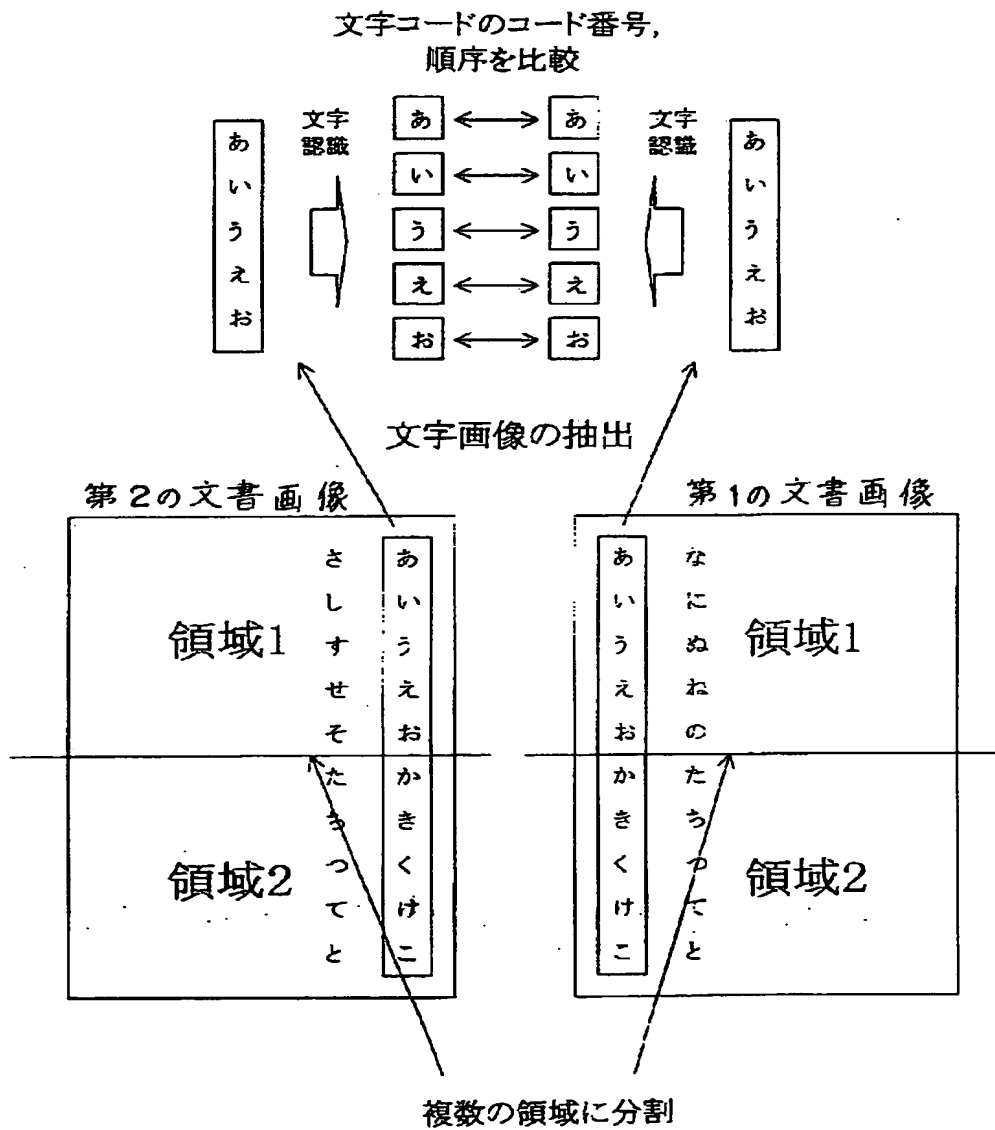 文字コードのコード番号,
順序を比較
あいうえお
文字
認識
あ あ
い い
う う
え え
お お
文字
認識
あいうえお
文字画像の抽出
第2の文書画像
第1の文書画像
領域1
領域2
あいうえおかきくけこ
さしすせそたちつてと
なにぬねのたちつてと
あいうえおかきくけこ
領域1
領域2
複数の領域に分割